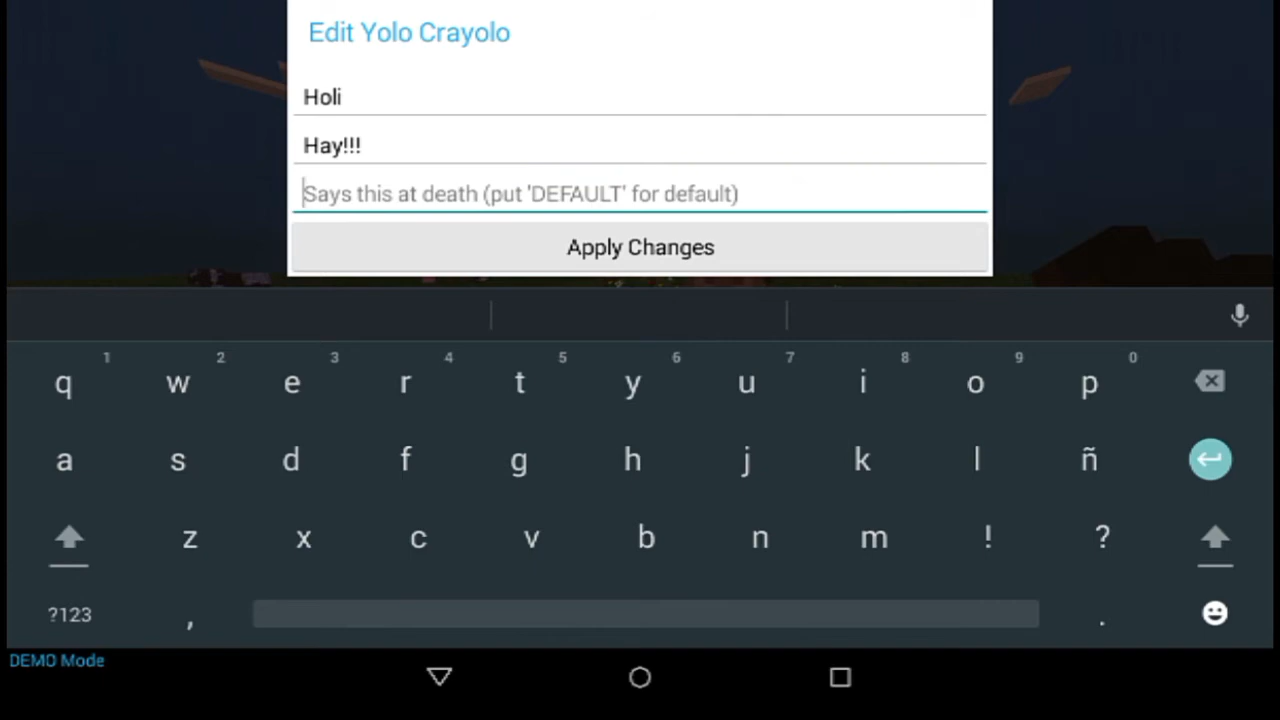 Edit Yolo Crayolo
Holi
Hay!!!
Says this at death (put 'DEFAULT' for default)
Apply Changes
1 2 3 4 5 6 7 8 9 0
q w e r t y u i o p
a s d f g h j k l ñ
z x c v b n m ! ?
?123 , .
DEMO Mode